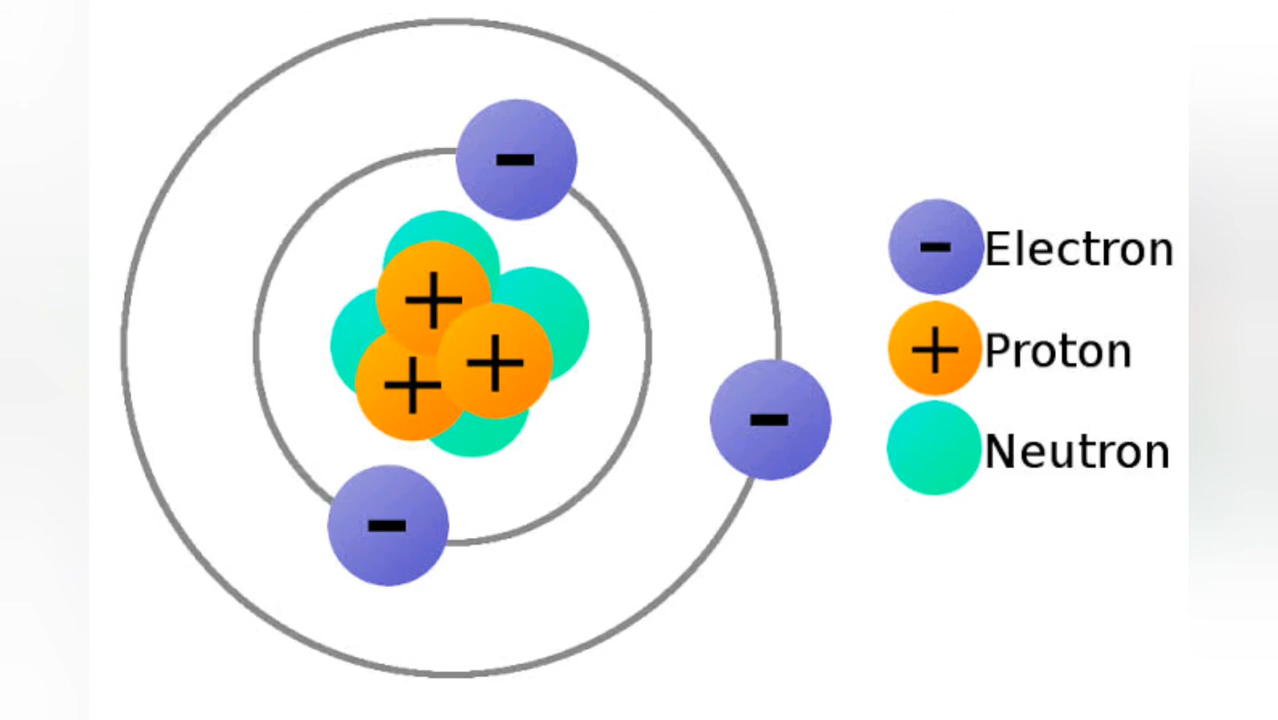 -
+
+
+
-
-
- Electron
+ Proton
Neutron